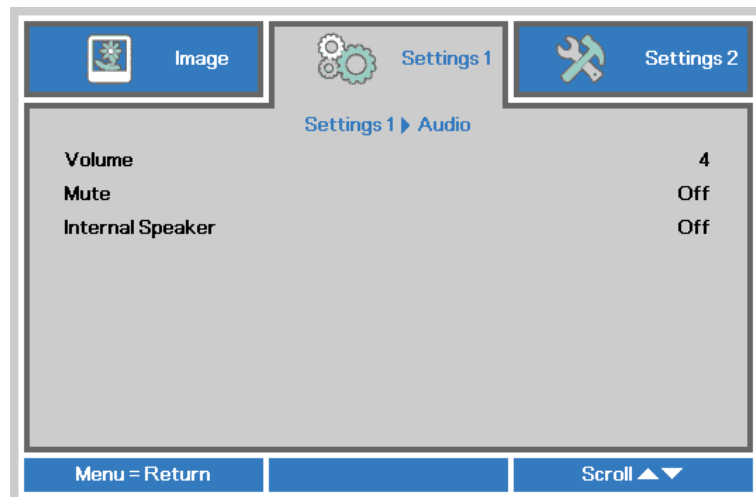 Image
Settings 1
Settings 2
Settings 1 ▶ Audio
Volume 4
Mute Off
Internal Speaker Off
Menu = Return
Scroll ▲▼